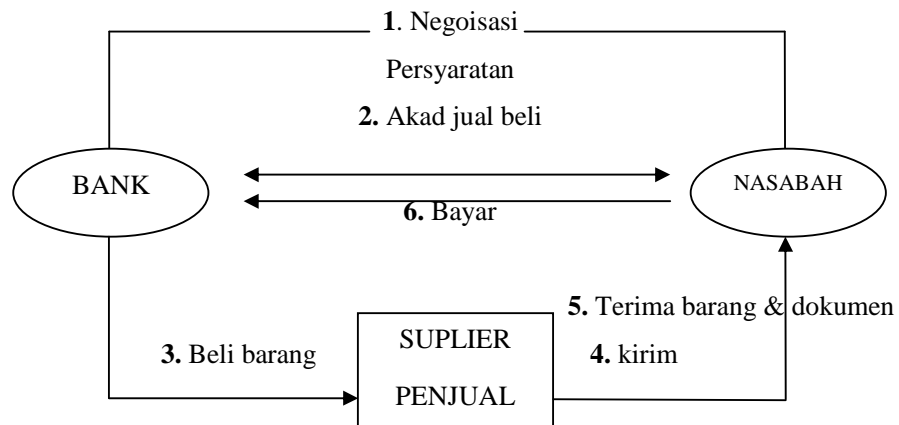 1. Negoisasi
Persyaratan
2. Akad jual beli
BANK
NASABAH
6. Bayar
5. Terima barang & dokumen
SUPLIER
3. Beli barang
4. kirim
PENJUAL